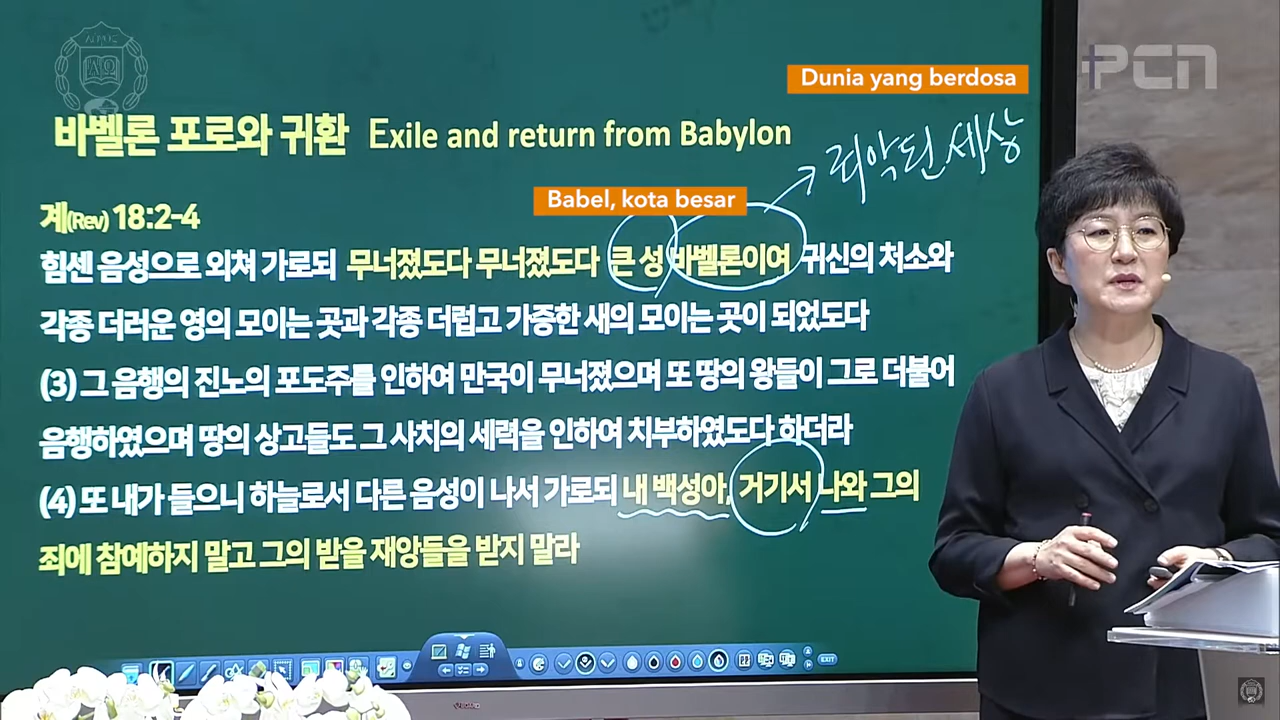 PCN
Dunia yang berdosa
바벨론 포로와 귀환 Exile and return from Babylon
죄악된 세상
Babel, kota besar
계(Rev) 18:2-4
힘센 음성으로 외쳐 가로되 무너졌도다 무너졌도다 큰 성 바벨론이여 귀신의 처소와
각종 더러운 영의 모이는 곳과 각종 더럽고 가증한 새의 모이는 곳이 되었도다
(3) 그 음행의 진노의 포도주를 인하여 만국이 무너졌으며 또 땅의 왕들이 그로 더불어
음행하였으며 땅의 상고들도 그 사치의 세력을 인하여 치부하였도다 하더라
(4) 또 내가 들으니 하늘로서 다른 음성이 나서 가로되 내 백성아, 거기서 나와 그의
죄에 참예하지 말고 그의 받을 재앙들을 받지 말라
EXIT